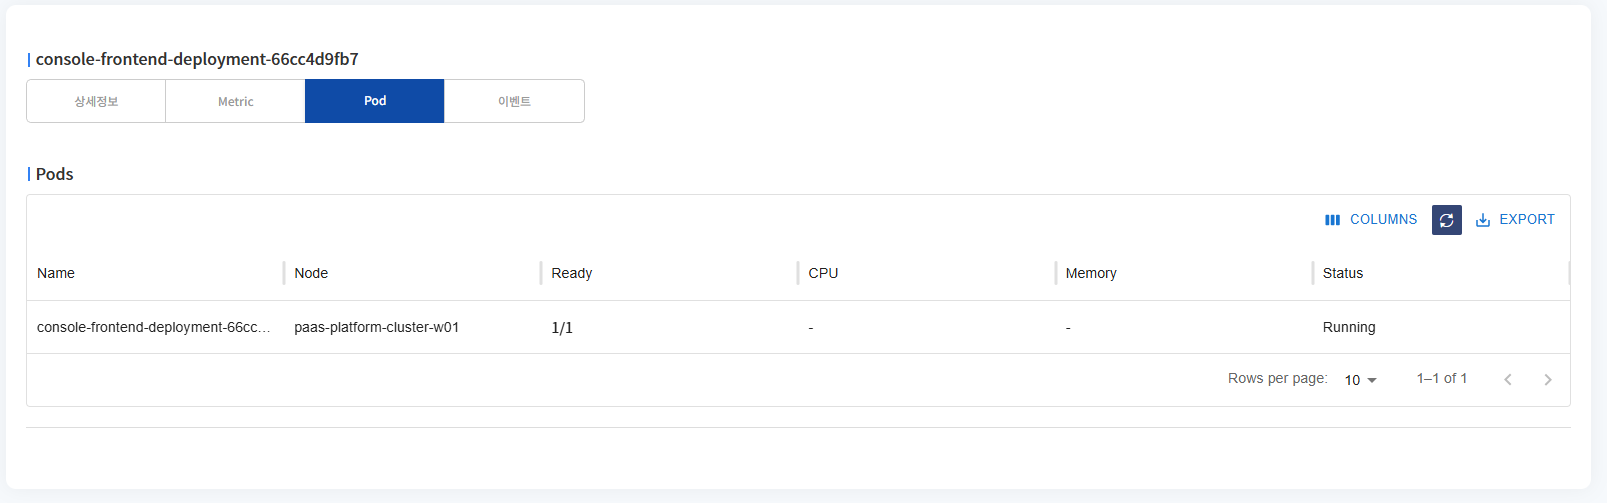 console-frontend-deployment-66cc4d9fb7
상세정보 Metric Pod 이벤트
Pods
COLUMNS EXPORT
Name Node Ready CPU Memory Status
console-frontend-deployment-66cc... paas-platform-cluster-w01 1/1 - - Running
Rows per page: 10 1–1 of 1